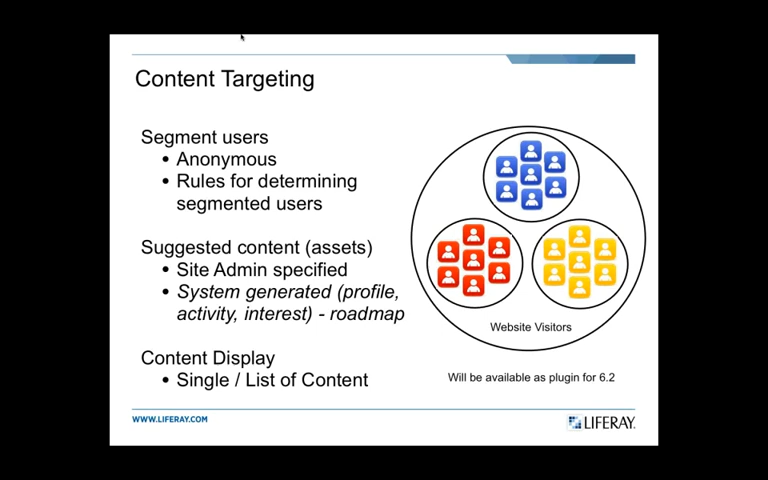 Content Targeting
Segment users
• Anonymous
• Rules for determining
segmented users
Suggested content (assets)
• Site Admin specified
• System generated (profile,
activity, interest) - roadmap
Content Display
• Single / List of Content
Website Visitors
Will be available as plugin for 6.2
WWW.LIFERAY.COM
LIFERAY.